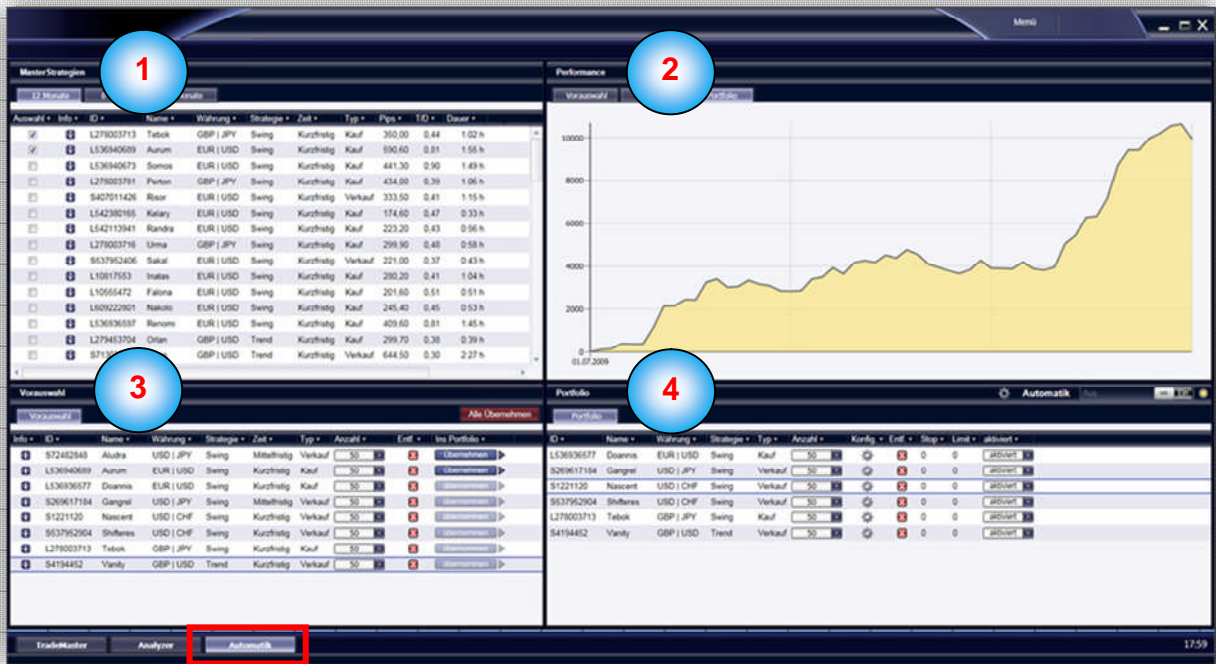 Menü
MasterStrategien
1
12 Monate
Auswahl Info ID Name Währung Strategie Zeit Typ Pips T/D Dauer
L278003713 Tebok GBP | JPY Swing Kurzfristig Kauf 350,00 0,44 1:02 h
L536940689 Aurum EUR | USD Swing Kurzfristig Kauf 590,60 0,81 1:55 h
L536940673 Somos EUR | USD Swing Kurzfristig Kauf 441,30 0,90 1:49 h
L278003791 Perton GBP | JPY Swing Kurzfristig Kauf 434,00 0,39 1:06 h
S407011426 Risor EUR | USD Swing Kurzfristig Verkauf 333,50 0,41 1:15 h
L542380165 Kelary EUR | USD Swing Kurzfristig Kauf 174,60 0,47 0:33 h
L542113941 Randra EUR | USD Swing Kurzfristig Kauf 223,20 0,43 0:56 h
L278003716 Urma GBP | JPY Swing Kurzfristig Kauf 299,90 0,48 0:58 h
S537952406 Sakal EUR | USD Swing Kurzfristig Verkauf 221,00 0,37 0:43 h
L10817553 Inatas EUR | USD Swing Kurzfristig Kauf 280,20 0,41 1:04 h
L10555472 Falona EUR | USD Swing Kurzfristig Kauf 201,60 0,51 0:51 h
L609222801 Nakolo EUR | USD Swing Kurzfristig Kauf 245,40 0,45 0:53 h
L536936597 Renomi EUR | USD Swing Kurzfristig Kauf 409,60 0,81 1:45 h
L279453704 Orlan GBP | USD Trend Kurzfristig Kauf 299,70 0,38 0:39 h
GBP | USD Trend Kurzfristig Verkauf 644,50 0,30 2:27 h
Performance
2
Vorauswahl Portfolio
10000
8000
6000
4000
2000
0
01.07.2009
Vorauswahl
3
Vorauswahl
Alle Übernehmen
Info ID Name Währung Strategie Zeit Typ Anzahl Entf. Ins Portfolio
S72482848 Aludra USD | JPY Swing Mittelfristig Verkauf 50 Übernehmen
L536940689 Aurum EUR | USD Swing Kurzfristig Kauf 50 Übernehmen
L536936577 Doannis EUR | USD Swing Kurzfristig Kauf 50 Übernehmen
S269617184 Gangrel USD | JPY Swing Mittelfristig Verkauf 50 Übernehmen
S1221120 Nascent USD | CHF Swing Kurzfristig Verkauf 50 Übernehmen
S537952904 Shifteres USD | CHF Swing Kurzfristig Verkauf 50 Übernehmen
L278003713 Tebok GBP | JPY Swing Kurzfristig Kauf 50 Übernehmen
S4194452 Vanity GBP | USD Trend Kurzfristig Verkauf 50 Übernehmen
Portfolio
4
Automatik Aus
Portfolio
ID Name Währung Strategie Typ Anzahl Konfig. Entf. Stop Limit aktiviert
L536936577 Doannis EUR | USD Swing Kauf 50 0 0 aktiviert
S269617184 Gangrel USD | JPY Swing Verkauf 50 0 0 aktiviert
S1221120 Nascent USD | CHF Swing Verkauf 50 0 0 aktiviert
S537952904 Shifteres USD | CHF Swing Verkauf 50 0 0 aktiviert
L278003713 Tebok GBP | JPY Swing Kauf 50 0 0 aktiviert
S4194452 Vanity GBP | USD Trend Verkauf 50 0 0 aktiviert
TradeMaster Analyzer Automatik
17:59